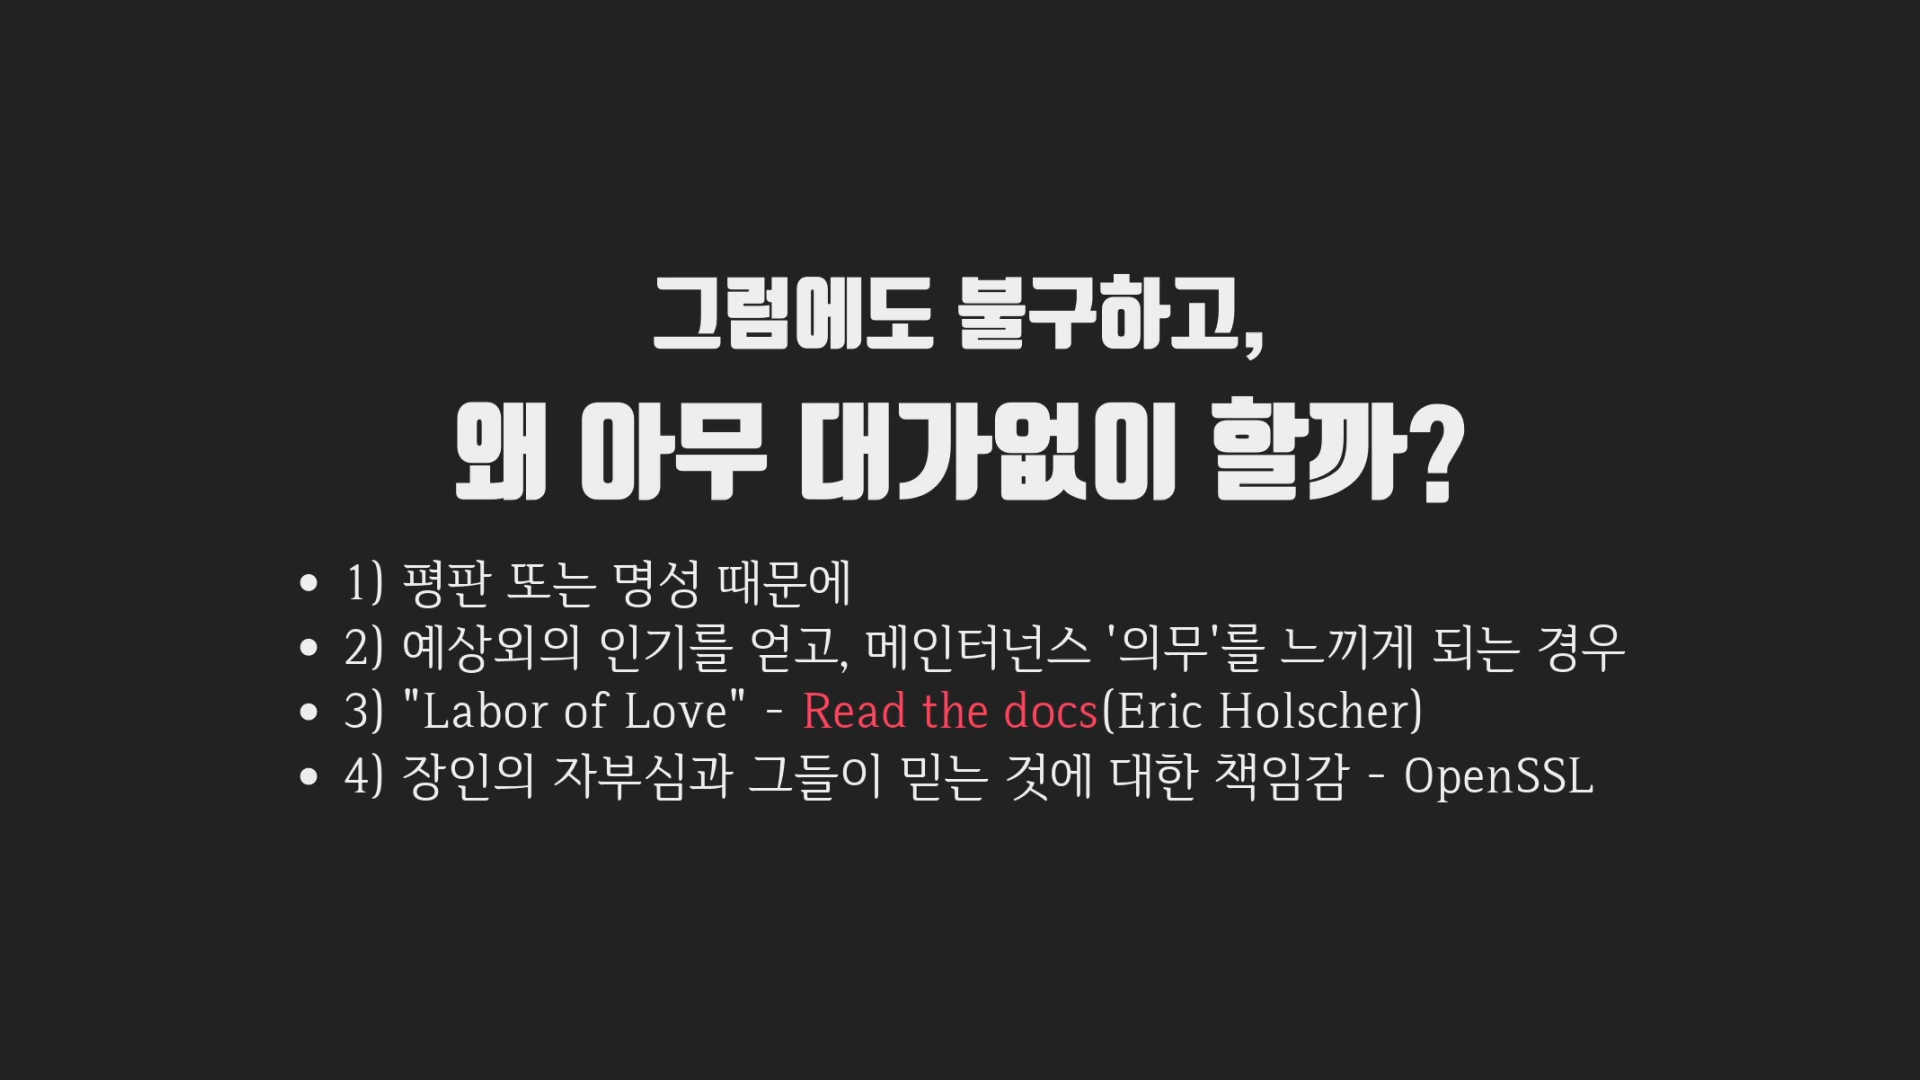 그럼에도 불구하고,
왜 아무 대가없이 할까?
• 1) 평판 또는 명성 때문에
• 2) 예상외의 인기를 얻고, 메인터넌스 '의무'를 느끼게 되는 경우
• 3) "Labor of Love" - Read the docs(Eric Holscher)
• 4) 장인의 자부심과 그들이 믿는 것에 대한 책임감 - OpenSSL